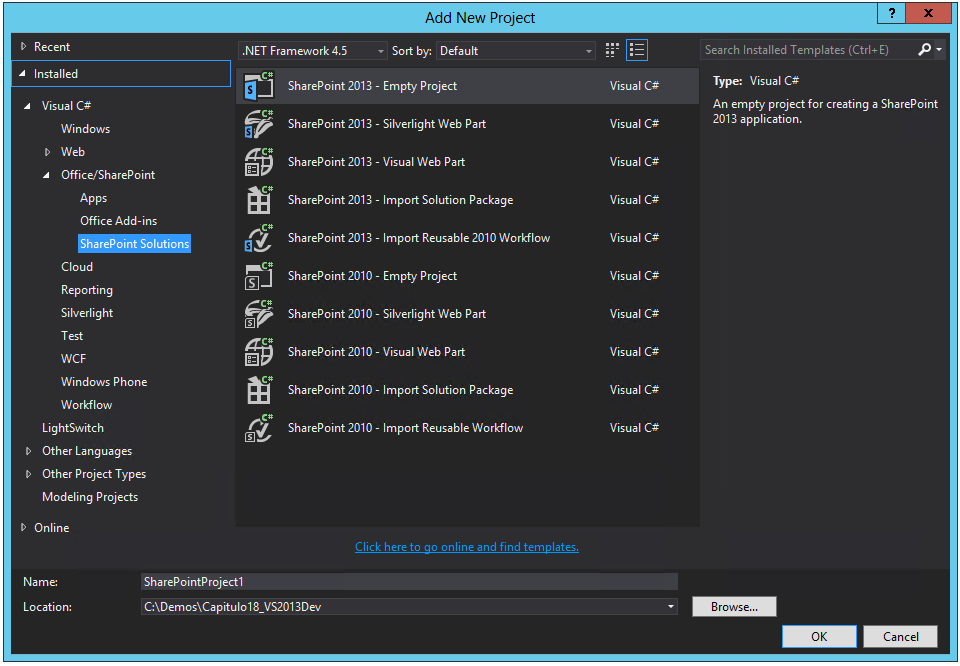 Add New Project
? x
Recent
Installed
Visual C#
Windows
Web
Office/SharePoint
Apps
Office Add-ins
SharePoint Solutions
Cloud
Reporting
Silverlight
Test
WCF
Windows Phone
Workflow
LightSwitch
Other Languages
Other Project Types
Modeling Projects
Online
.NET Framework 4.5 Sort by: Default
SharePoint 2013 - Empty Project Visual C#
SharePoint 2013 - Silverlight Web Part Visual C#
SharePoint 2013 - Visual Web Part Visual C#
SharePoint 2013 - Import Solution Package Visual C#
SharePoint 2013 - Import Reusable 2010 Workflow Visual C#
SharePoint 2010 - Empty Project Visual C#
SharePoint 2010 - Silverlight Web Part Visual C#
SharePoint 2010 - Visual Web Part Visual C#
SharePoint 2010 - Import Solution Package Visual C#
SharePoint 2010 - Import Reusable Workflow Visual C#
Click here to go online and find templates.
Search Installed Templates (Ctrl+E)
Type: Visual C#
An empty project for creating a SharePoint
2013 application.
Name: SharePointProject1
Location: C:\Demos\Capitulo18_VS2013Dev Browse...
OK Cancel